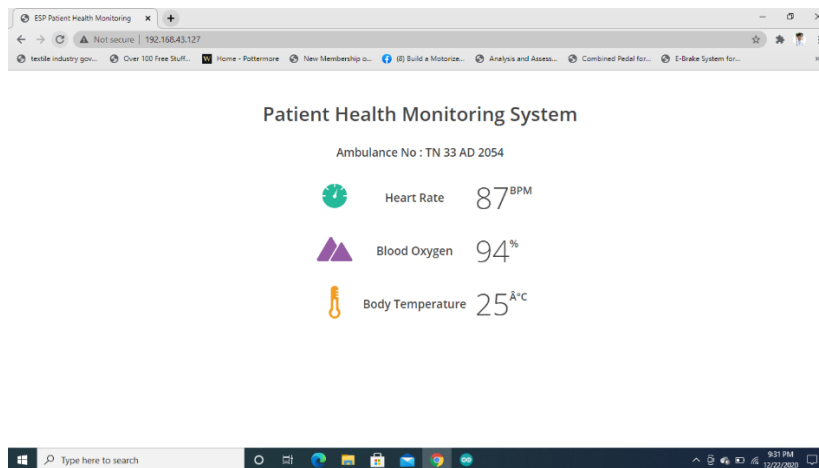 ESP Patient Health Monitoring
Not secure | 192.168.43.127
textile industry gov... Over 100 Free Stuff... W Home - Pottermore New Membership o... (8) Build a Motorize... Analysis and Assess... Combined Pedal for... E-Brake System for...
Patient Health Monitoring System
Ambulance No : TN 33 AD 2054
Heart Rate 87 BPM
Blood Oxygen 94 %
Body Temperature 25 Â°C
Type here to search
9:31 PM
12/22/2020